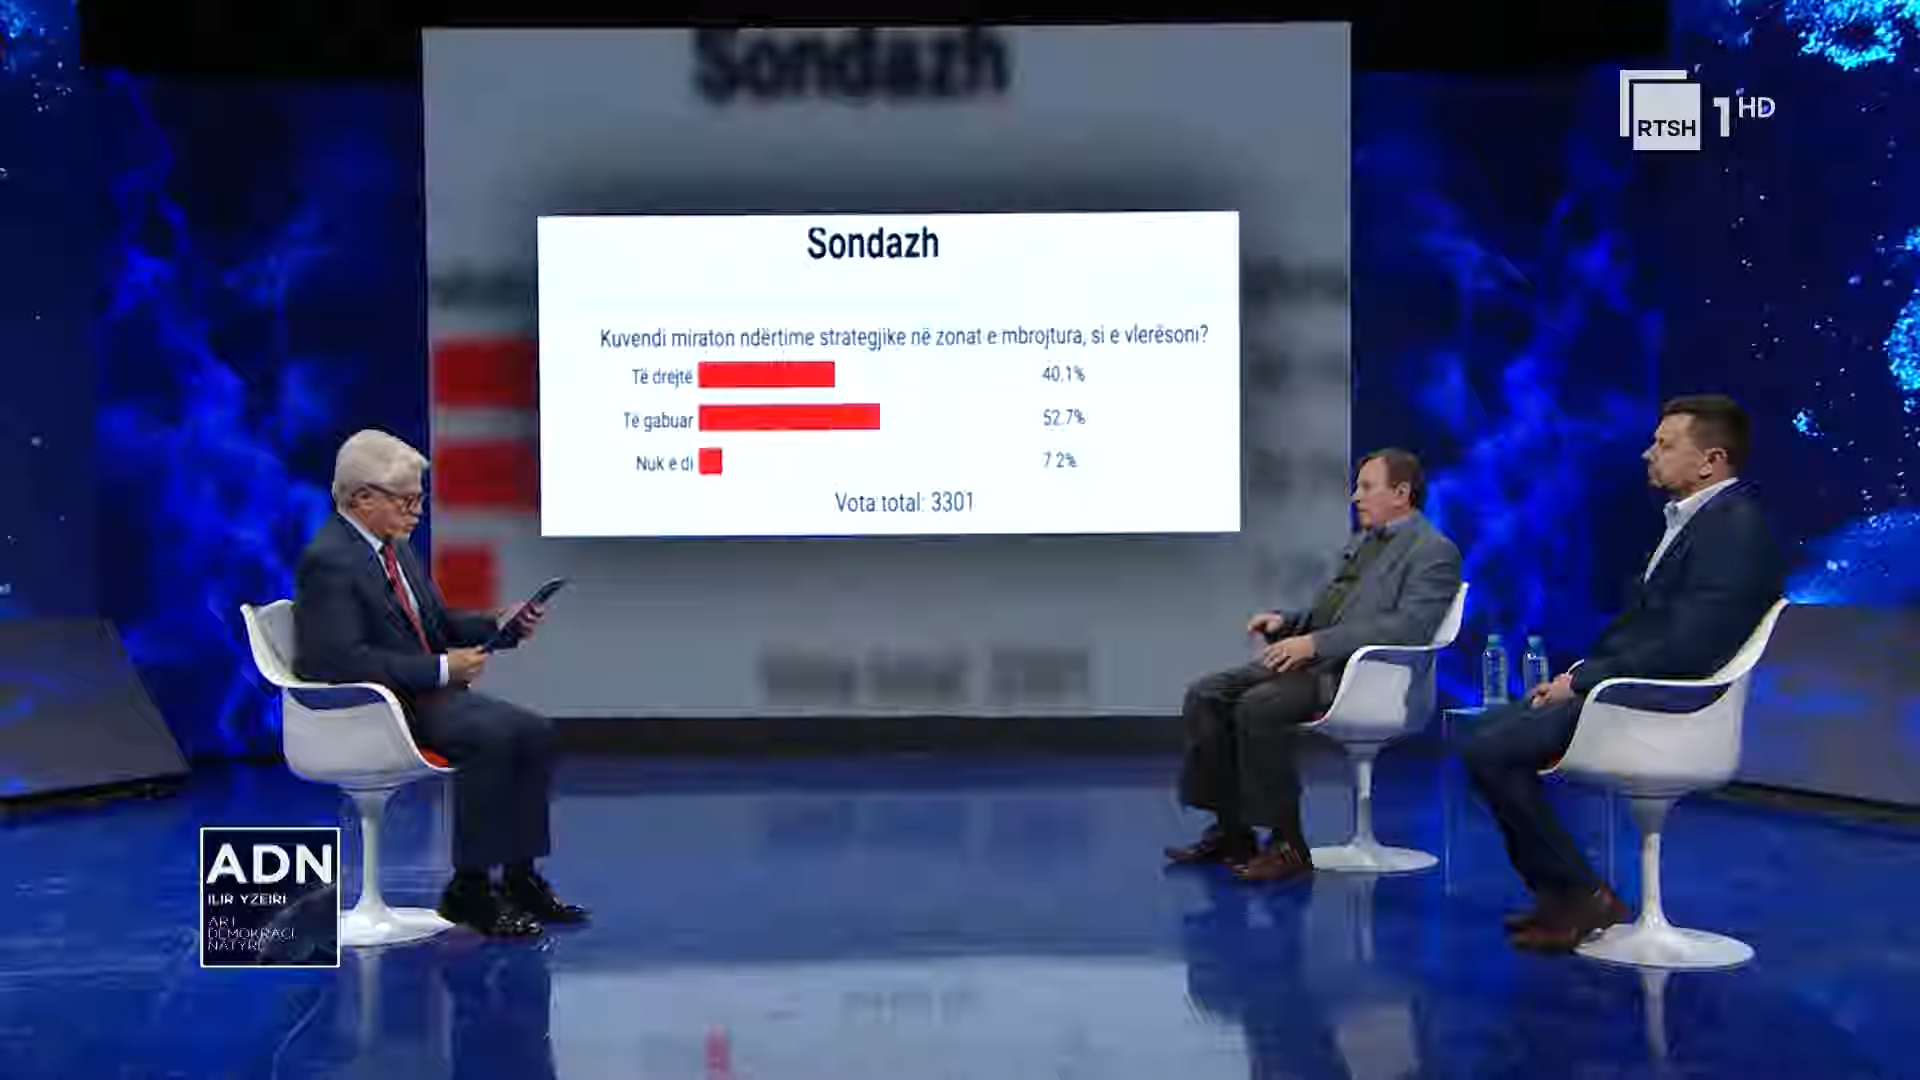 Sondazh
RTSH 1 HD
Sondazh
Kuvendi miraton ndërtime strategjike në zonat e mbrojtura, si e vlerësoni?
Të drejtë 40.1%
Të gabuar 52.7%
Nuk e di 7.2%
Vota total: 3301
ADN
ILIR YZEIRI
ART
DEMOKRACI
NATYRË